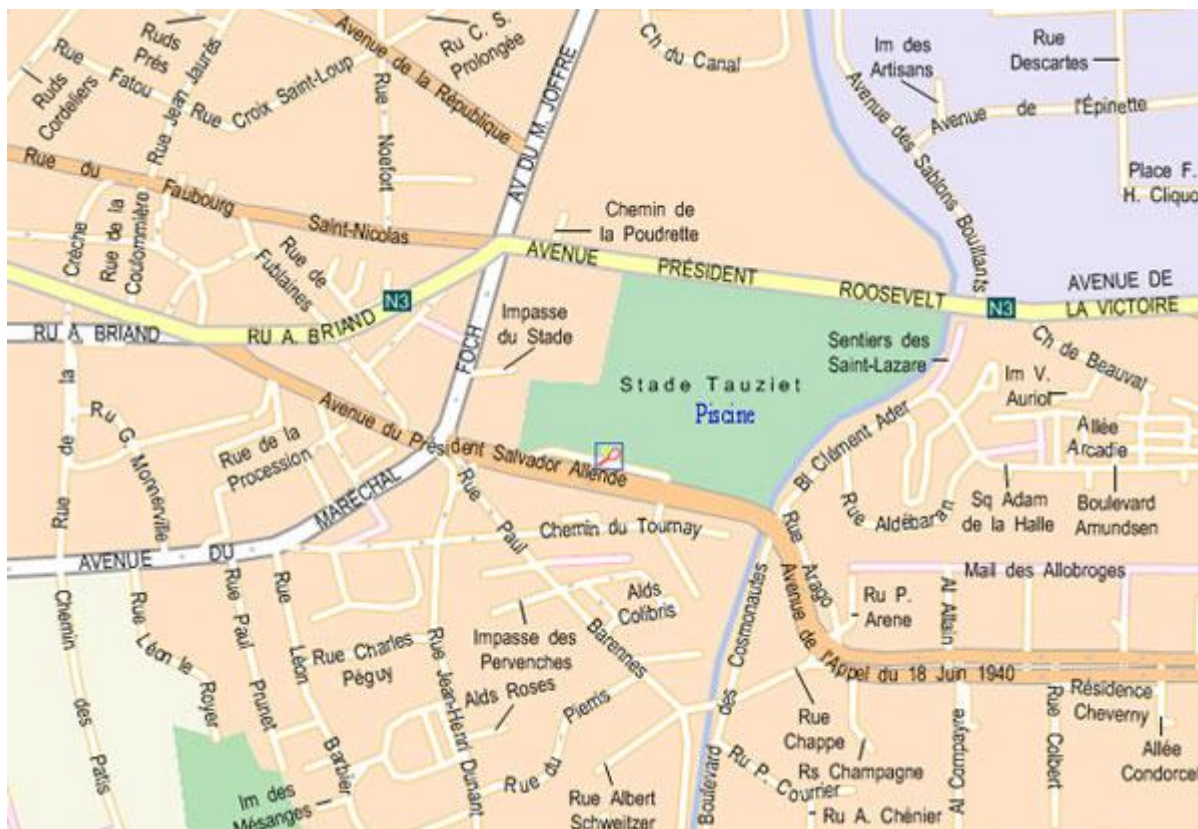 Ruds
Prés
Ru C. S.
Prolongée
Avenue de la République
Rue Fatou
Ruds
Cordeliers
Rue Jean Jaurès
Rue Croix Saint-Loup
Rue Noefort
AV DU M. JOFFRE
Ch du Canal
Im des
Artisans
Rue
Descartes
Avenue des Sablons Bouillants
Avenue de l'Épinette
Place F.
H. Cliquo
Rue du Faubourg Saint-Nicolas
Crèche
Rue de la
Coulommière
Rue de
Fublaines
Chemin de
la Poudrette
AVENUE PRÉSIDENT ROOSEVELT
N3
N3
AVENUE DE
LA VICTOIRE
RU A. BRIAND
RU A. BRIAND
FOCH
Impasse
du Stade
Stade Tauziet
Piscine
Sentiers des
Saint-Lazare
Ch de Beauval
Im V.
Auriol
Allée
Arcadie
Bl Clément Ader
Rue de la
Ru G. Monnerville
Rue de la
Procession
Avenue du Président Salvador Allende
MARECHAL
Rue Paul Barennes
Chemin du Tournay
Rue Aldébaran
Sq Adam
de la Halle
Boulevard
Amundsen
AVENUE DU
Rue Arago
Mail des Allobroges
Chemin des Patis
Rue Léon le Royer
Rue Paul Prunet
Rue Léon Barbier
Rue Charles
Péguy
Rue Jean-Henri Dunant
Impasse des
Pervenches
Alds
Colibris
Alds Roses
Boulevard des Cosmonautes
Avenue de l'Appel du 18 Juin 1940
Ru P.
Arene
Al Allain
Rue du Pierris
Rue
Chappe
Rs Champagne
Al Compayre
Rue Colbert
Résidence
Cheverny
Allée
Condorcet
Im des
Mésanges
Rue Albert
Schweitzer
Ru P. Courrier
Ru A. Chénier